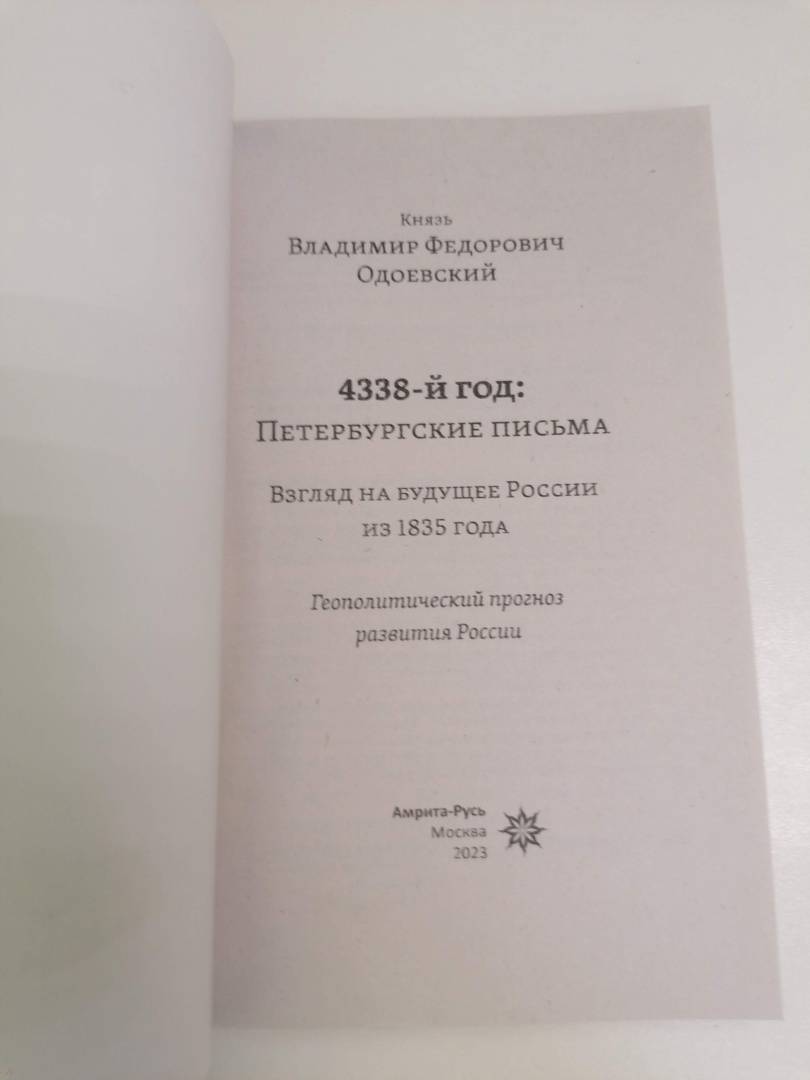 Князь
Владимир Федорович
Одоевский
4338-й год:
Петербургские письма
Взгляд на будущее России
из 1835 года
Геополитический прогноз
развития России
Амрита-Русь
Москва
2023